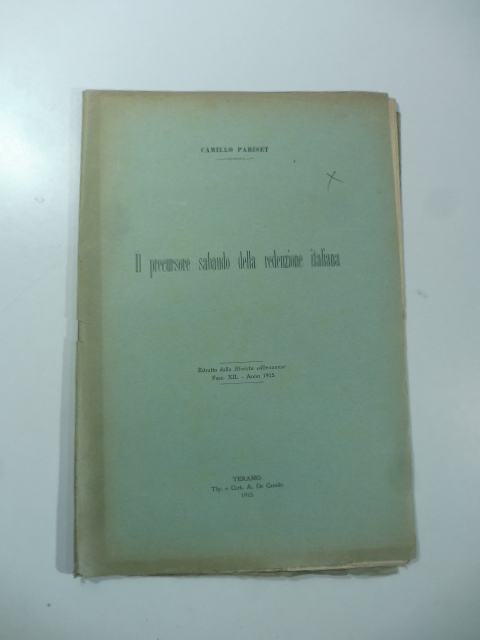 CAMILLO PARISET
Il precursore sabaudo della redenzione italiana
Estratto dalla Rivista Abruzzese
Fasc. XII. - Anno 1915.
TERAMO
Tip. e Cart. A. De Carolis
1915